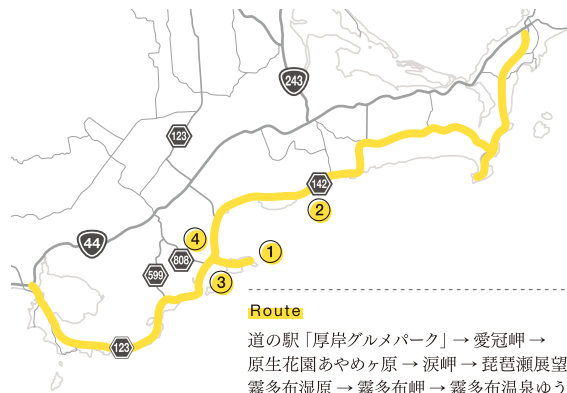 243
123
142
2
4
44
808
1
599
3
123
Route
道の駅「厚岸グルメパーク」→ 愛冠岬 →
原生花園あやめヶ原 → 涙岬 → 琵琶瀬展望
霧多布湿原 → 霧多布岬 → 霧多布温泉ゆう